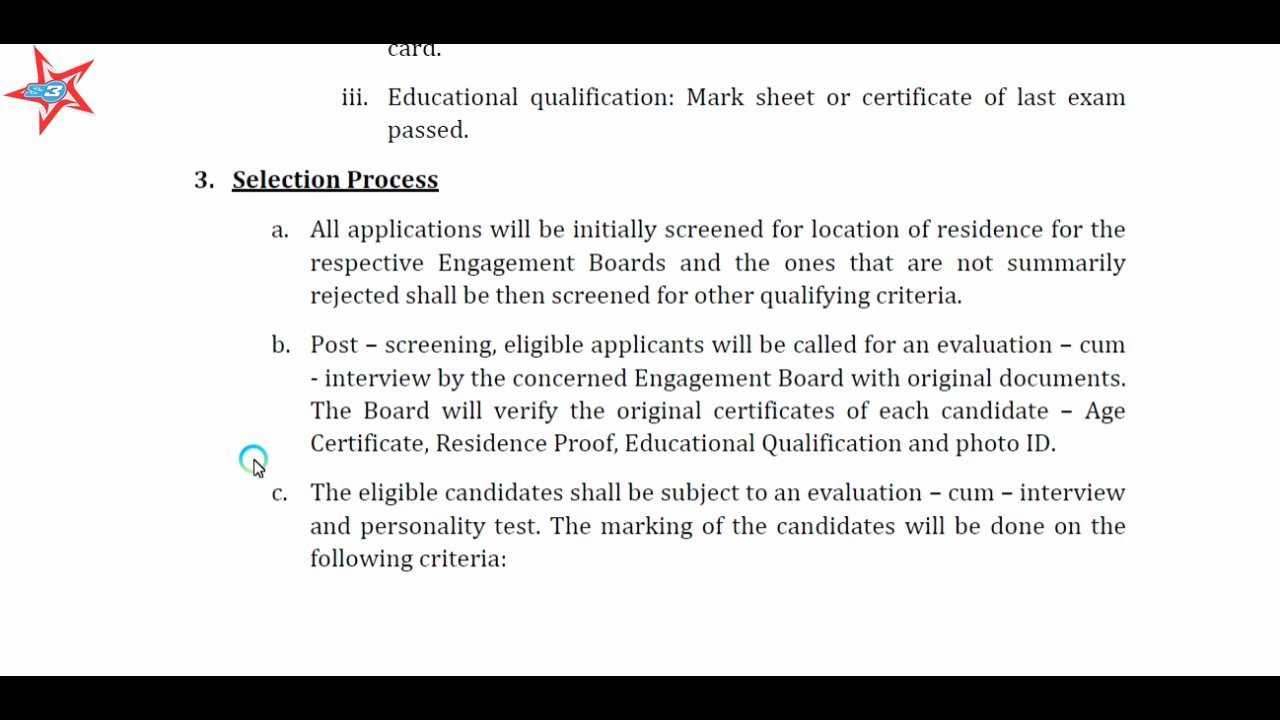 card.
S3
iii. Educational qualification: Mark sheet or certificate of last exam
passed.
3. Selection Process
a. All applications will be initially screened for location of residence for the
respective Engagement Boards and the ones that are not summarily
rejected shall be then screened for other qualifying criteria.
b. Post – screening, eligible applicants will be called for an evaluation – cum
- interview by the concerned Engagement Board with original documents.
The Board will verify the original certificates of each candidate – Age
Certificate, Residence Proof, Educational Qualification and photo ID.
c. The eligible candidates shall be subject to an evaluation – cum – interview
and personality test. The marking of the candidates will be done on the
following criteria: